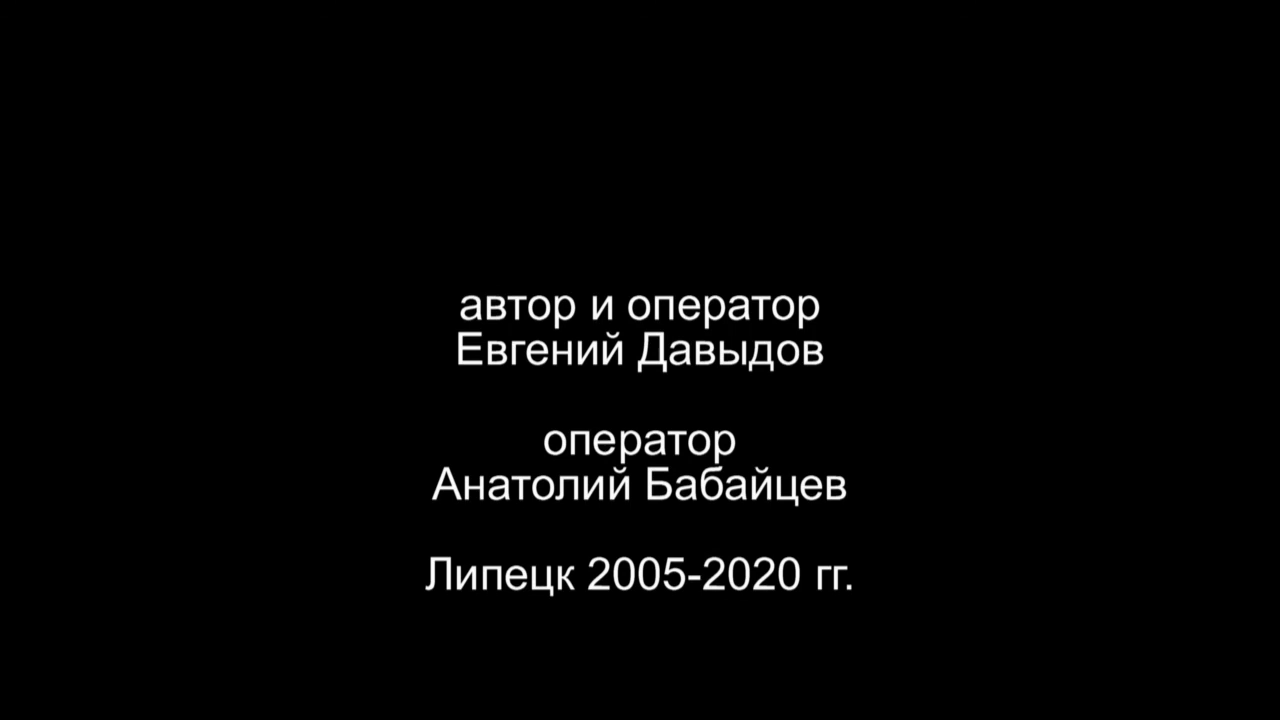 автор и оператор
Евгений Давыдов
оператор
Анатолий Бабайцев
Липецк 2005-2020 гг.